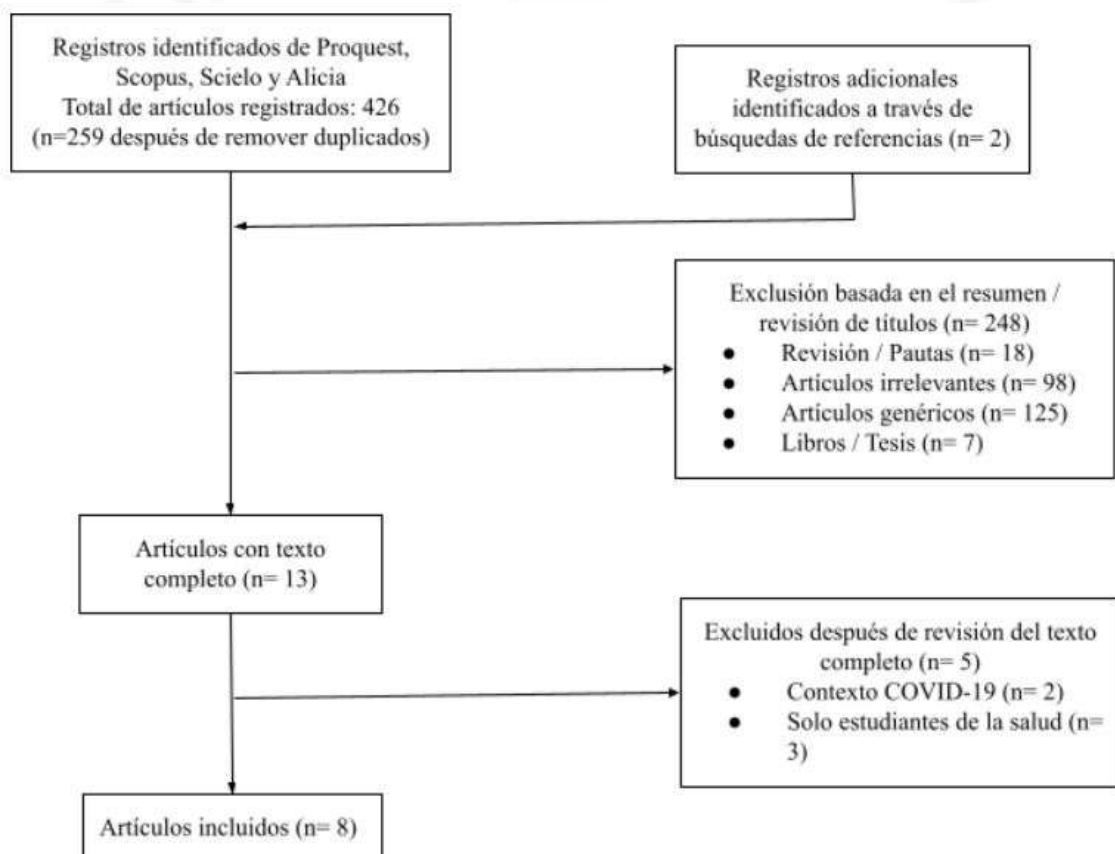 Registros identificados de Proquest,
Scopus, Scielo y Alicia
Total de artículos registrados: 426
(n=259 después de remover duplicados)
Registros adicionales
identificados a través de
búsquedas de referencias (n= 2)
Exclusión basada en el resumen /
revisión de títulos (n= 248)
● Revisión / Pautas (n= 18)
● Artículos irrelevantes (n= 98)
● Artículos genéricos (n= 125)
● Libros / Tesis (n= 7)
Artículos con texto
completo (n= 13)
Excluidos después de revisión del texto
completo (n= 5)
● Contexto COVID-19 (n= 2)
● Solo estudiantes de la salud (n=
3)
Artículos incluidos (n= 8)